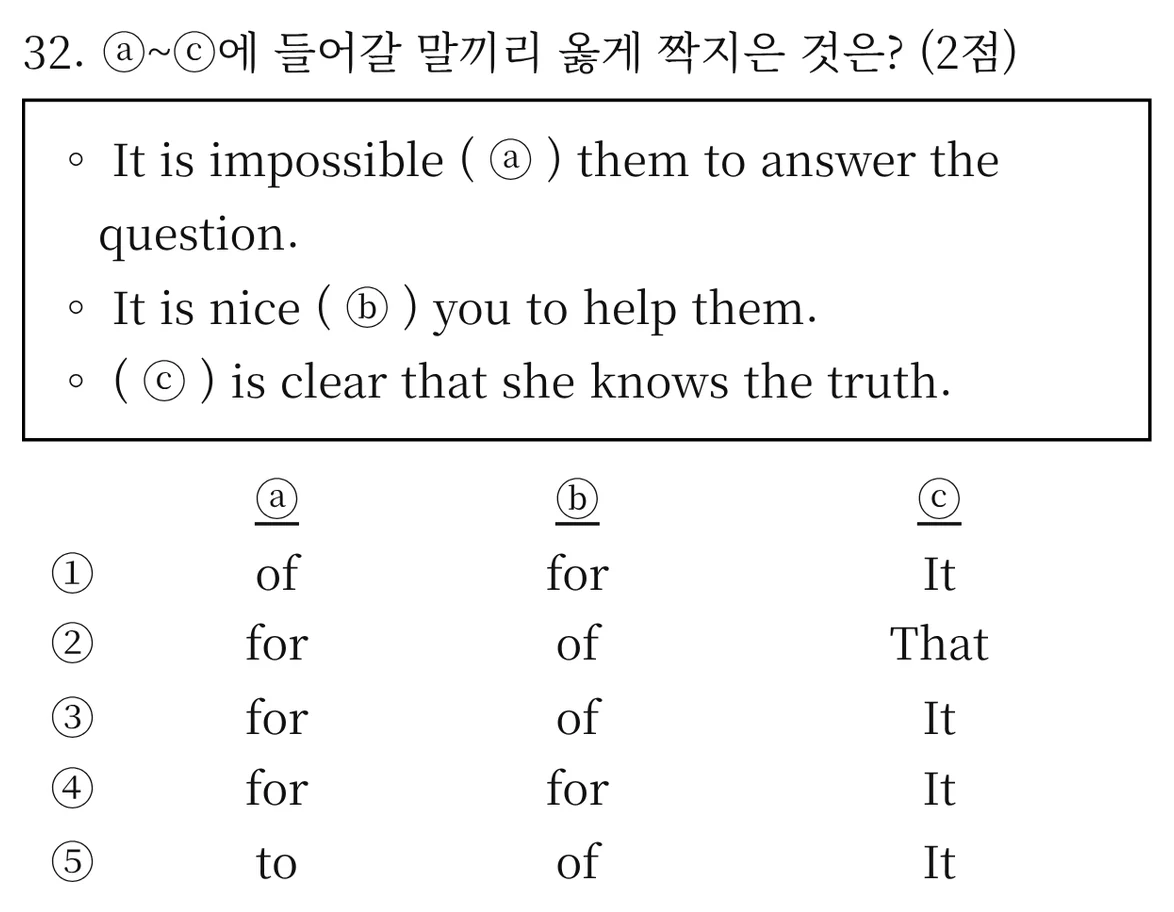 32. ⓐ~ⓒ에 들어갈 말끼리 옳게 짝지은 것은? (2점)
◦ It is impossible ( ⓐ ) them to answer the
question.
◦ It is nice ( ⓑ ) you to help them.
◦ ( ⓒ ) is clear that she knows the truth.
ⓐ ⓑ ⓒ
① of for It
② for of That
③ for of It
④ for for It
⑤ to of It